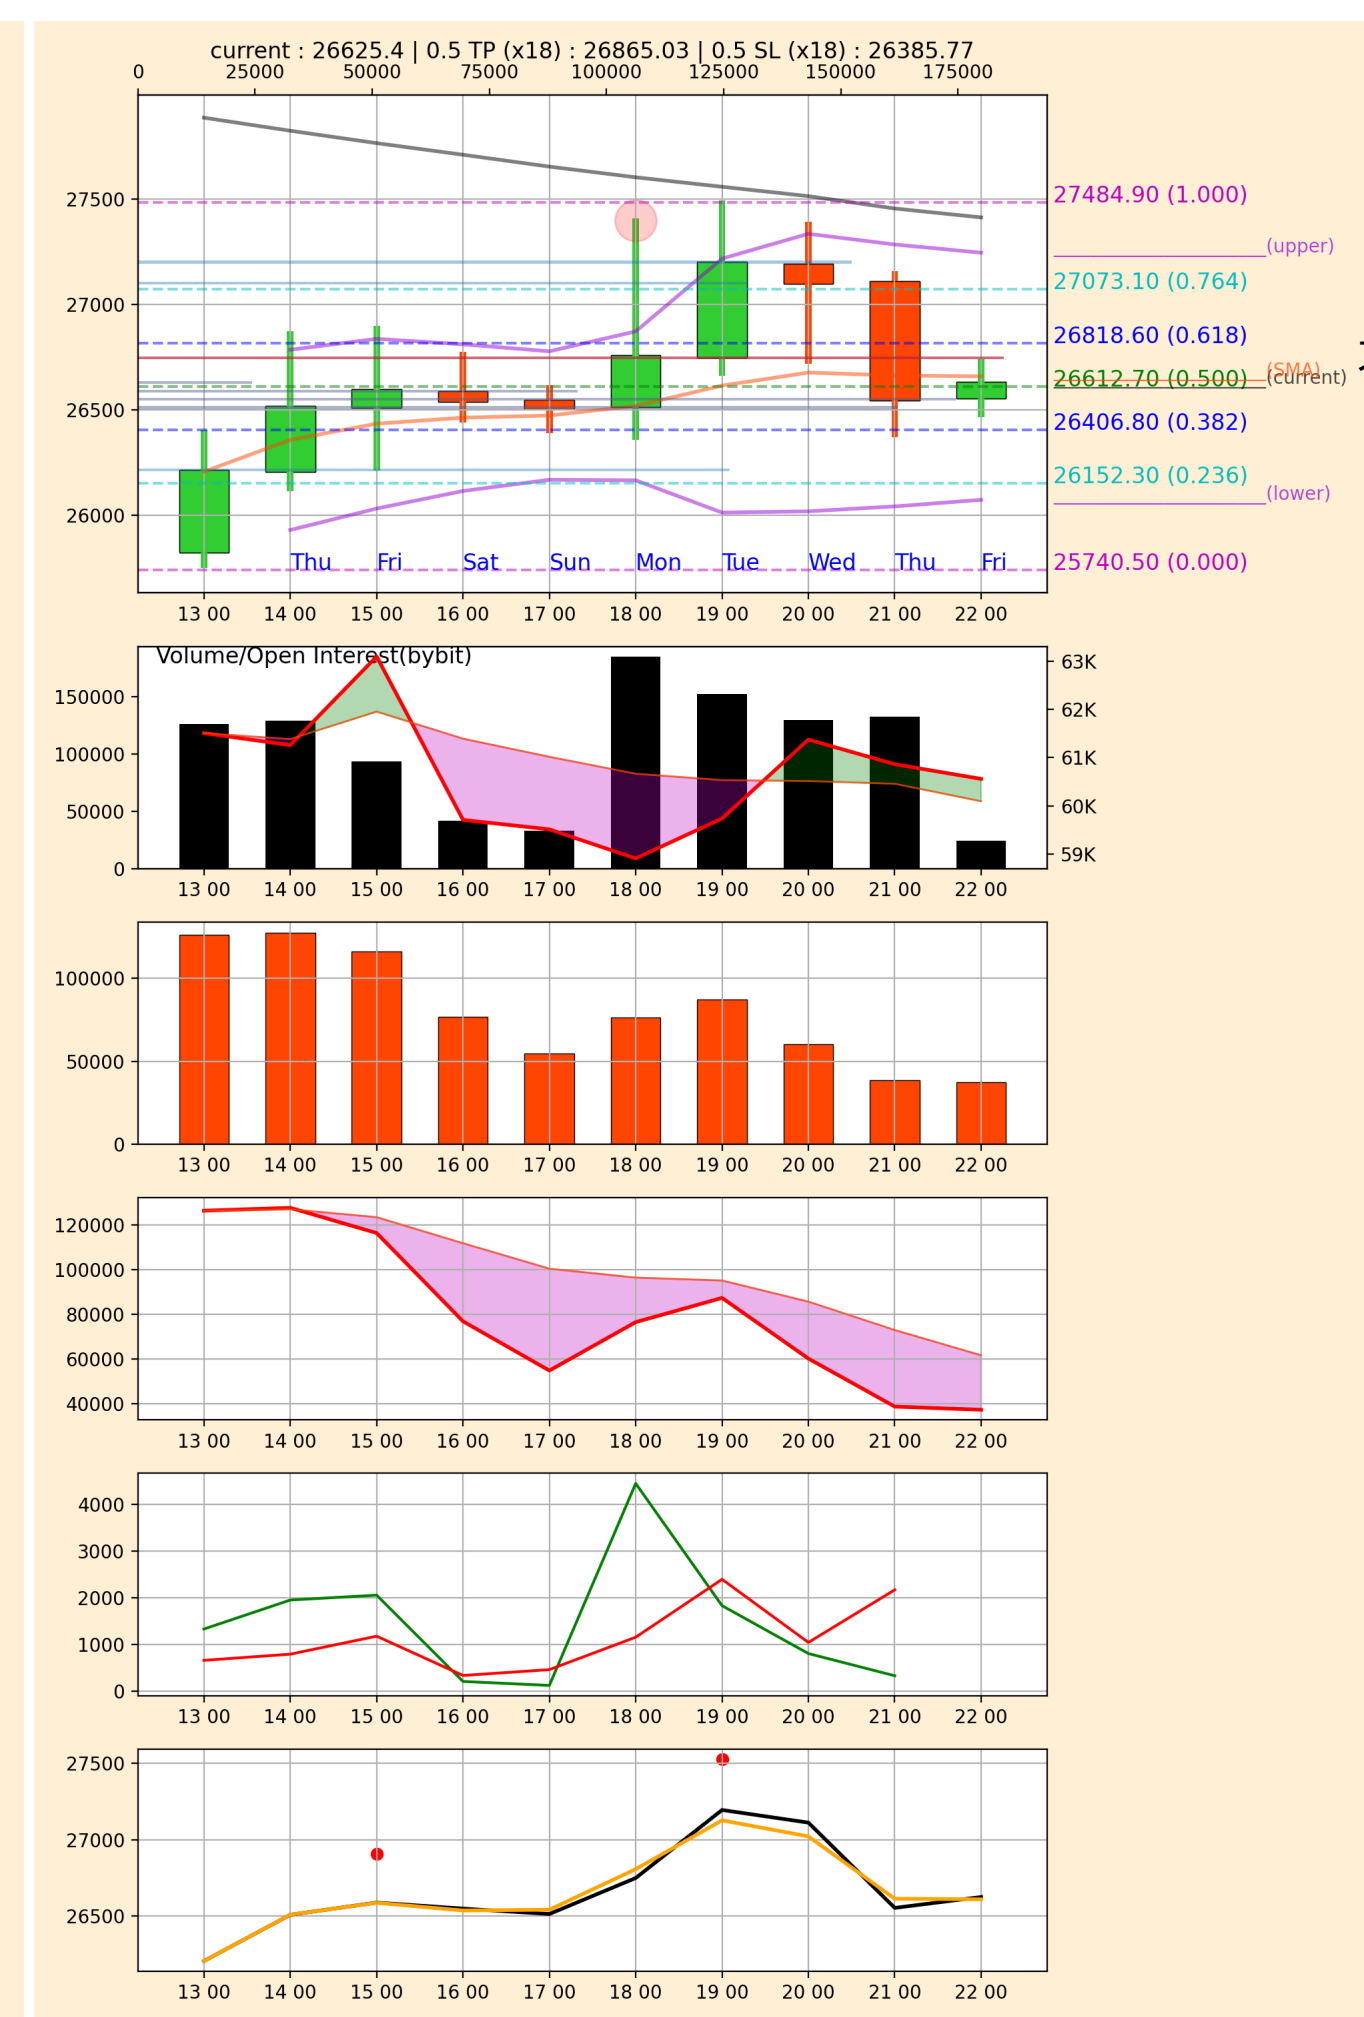 current : 26625.4 | 0.5 TP (x18) : 26865.03 | 0.5 SL (x18) : 26385.77
0 25000 50000 75000 100000 125000 150000 175000
27500
27000
26500
26000
27484.90 (1.000)
(upper)
27073.10 (0.764)
26818.60 (0.618)
(SMA)
26612.70 (0.500)
(current)
26406.80 (0.382)
26152.30 (0.236)
(lower)
25740.50 (0.000)
Thu Fri Sat Sun Mon Tue Wed Thu Fri
13 00 14 00 15 00 16 00 17 00 18 00 19 00 20 00 21 00 22 00
Volume/Open Interest(bybit)
150000
100000
50000
0
63K
62K
61K
60K
59K
13 00 14 00 15 00 16 00 17 00 18 00 19 00 20 00 21 00 22 00
100000
50000
0
13 00 14 00 15 00 16 00 17 00 18 00 19 00 20 00 21 00 22 00
120000
100000
80000
60000
40000
13 00 14 00 15 00 16 00 17 00 18 00 19 00 20 00 21 00 22 00
4000
3000
2000
1000
0
13 00 14 00 15 00 16 00 17 00 18 00 19 00 20 00 21 00 22 00
27500
27000
26500
13 00 14 00 15 00 16 00 17 00 18 00 19 00 20 00 21 00 22 00